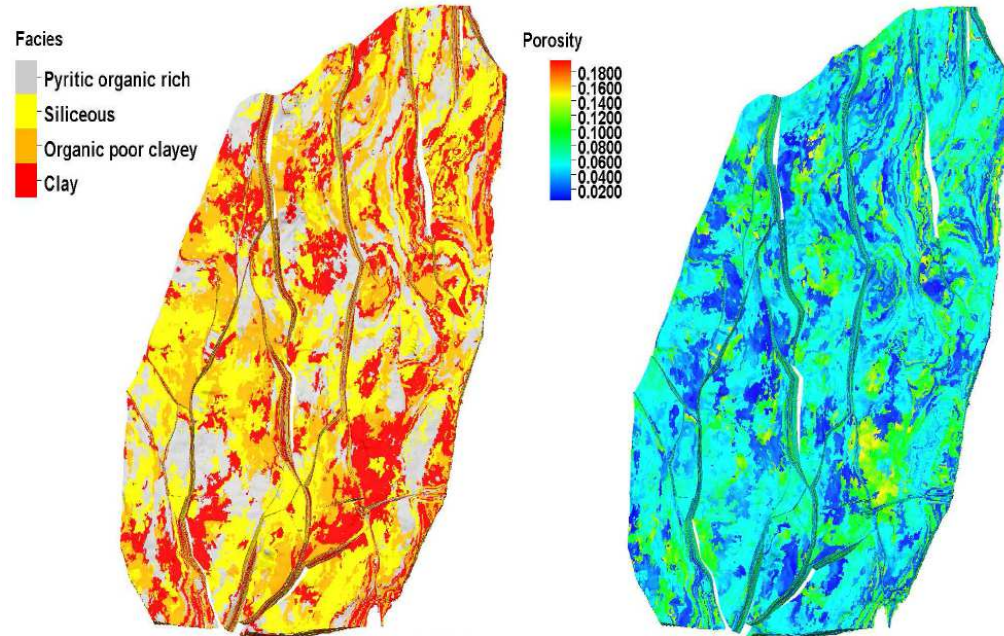 Facies
Pyritic organic rich
Siliceous
Organic poor clayey
Clay
Porosity
0.1800
0.1600
0.1400
0.1200
0.1000
0.0800
0.0600
0.0400
0.0200